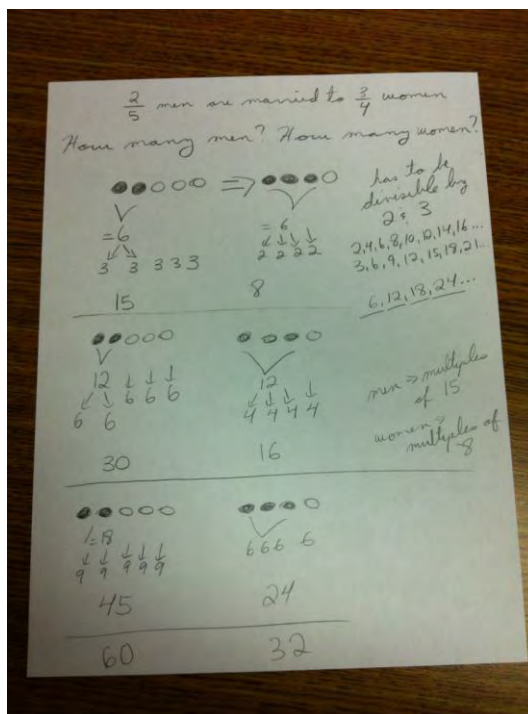 2/5 men are married to 3/4 women
How many men? How many women?
⇒
has to be
divisible by
2 & 3
2,4,6,8,10,12,14,16...
3,6,9,12,15,18,21...
6,12,18,24...
= 6
3 3 3 3 3
15
= 6
2 2 2 2
8
12
6 6 6 6 6
30
12
4 4 4 4
16
men ⇒ multiples
of 15
women ⇒
multiples of
8
= 18
9 9 9 9 9
45
6 6 6 6
24
60 32